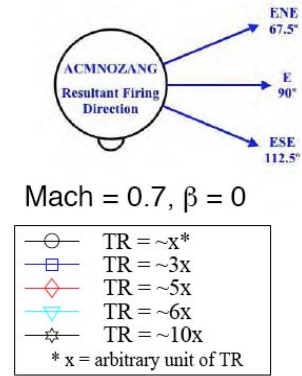 ENE
67.5°
ACMNOZANG
Resultant Firing
Direction
E
90°
ESE
112.5°
Mach = 0.7, β = 0
TR = ~x*
TR = ~3x
TR = ~5x
TR = ~6x
TR = ~10x
* x = arbitrary unit of TR